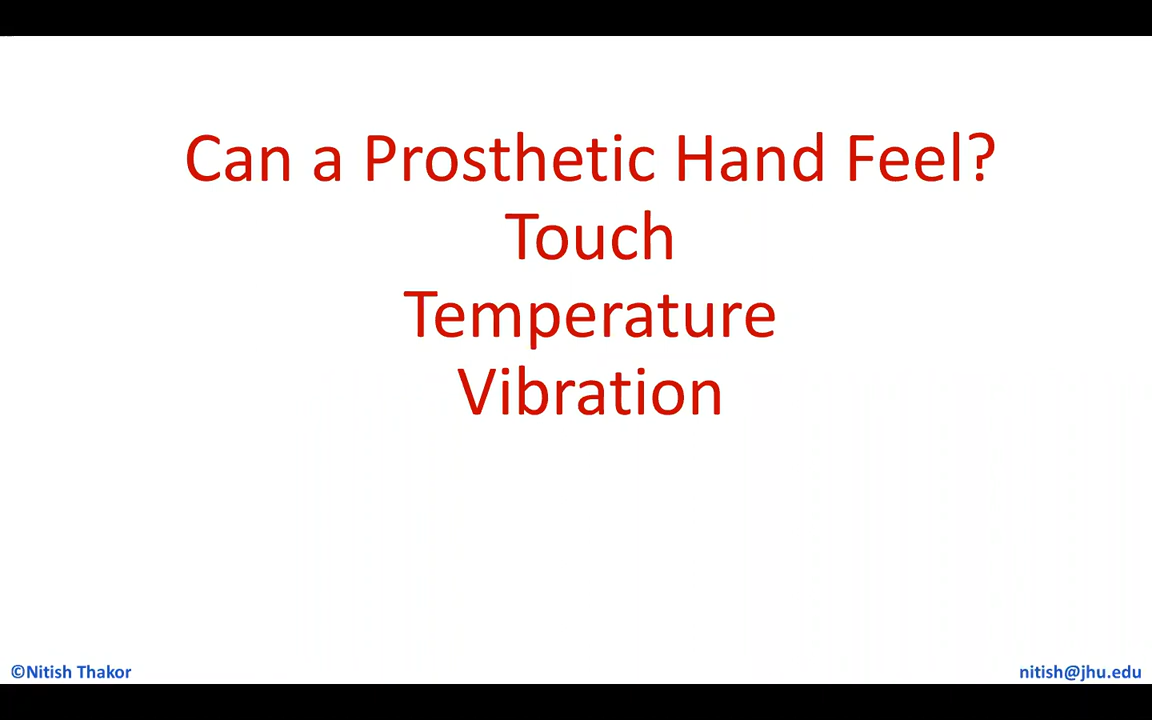 Can a Prosthetic Hand Feel?
Touch
Temperature
Vibration
©Nitish Thakor
nitish@jhu.edu